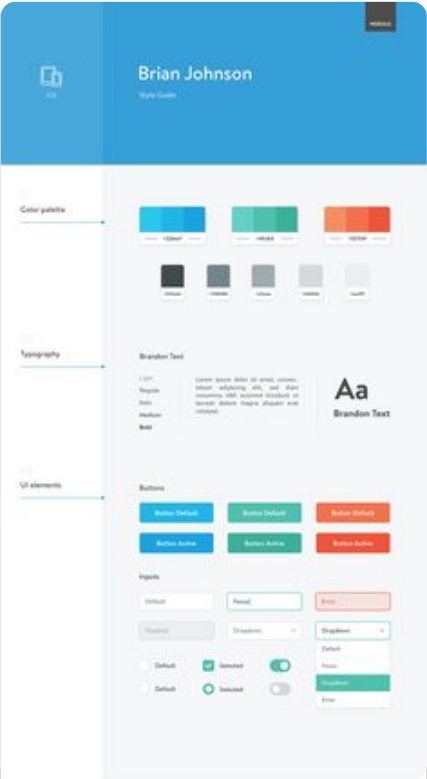 Brian Johnson
Style Guide
Color palette
Typography
Brandon Text
Light
Regular
Italic
Medium
Bold
Lorem ipsum dolor sit amet, consec-
tetuer adipiscing elit, sed diam
nonummy nibh euismod tincidunt ut
laoreet dolore magna aliquam erat
volutpat.
Aa
Brandon Text
UI elements
Buttons
Button Default
Button Default
Button Default
Button Active
Button Active
Button Active
Inputs
Default
Focus
Error
Disabled
Dropdown
Dropdown
Default
Focus
Dropdown
Error
Default
Selected
Default
Selected